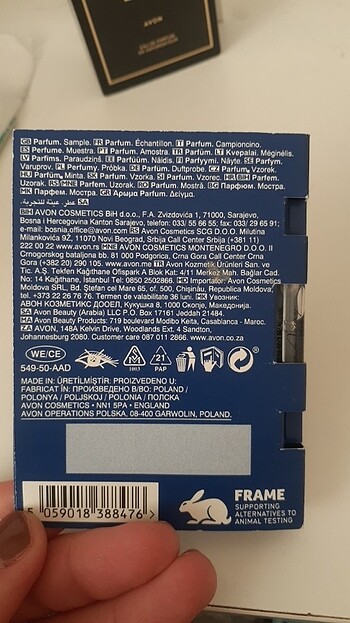 AVON
EAU DE PARFUM
GB Parfum. Sample. FR Parfum. Échantillon. IT Parfum. Campioncino.
ES Perfume. Muestra. PT Parfum. Amostra. TR Parfüm. LT Kvepalai. Mėginėlis.
LV Parfīms. Paraudziņš. EE Parfüüm. Näidis. FI Parfyymi. Näyte. SE Parfym.
Varuprov. PL Perfumy. Próbka. DE Parfüm. Duftprobe. CZ Parfum. Vzorek.
HU Parfüm. Minta. SK Parfum. Vzorka. SI Parfum. Vzorec. HR BIH Parfem.
Uzorak. RS MNE Parfem. Uzorak. RO Parfum. Mostră. BG Парфюм. Мостра.
MK Парфем. Мостра. GR Άρωμα Parfum. Δείγμα.
SA عطر. عينة للتجربة.
BIH AVON COSMETICS BiH d.o.o., F.A. Zvizdovića 1, 71000, Sarajevo,
Bosna i Hercegovina Kanton Sarajevo, telefon: 033/ 55 66 55; fax: 033/ 29 65 91;
e-mail: bosnia.office@avon.com RS Avon Cosmetics SCG D.O.O. Milutina
Milankovića 9Ž, 11070 Novi Beograd, Srbija Call Center Srbija (+381 11)
222 00 22 www.avon.rs MNE AVON COSMETICS MONTENEGRO D.O.O. II
Crnogorskog bataljona bb. 81 000 Podgorica, Crna Gora Call Center Crna
Gora (+382 20) 290 105. www.avon.me TR Avon Kozmetik Ürünleri San. ve
Tic. A.Ş. Tekfen Kağıthane Ofispark A Blok Kat: 4/11 Merkez Mah. Bağlar Cad.
No: 14 Kağıthane, İstanbul Tel: 0850 2502866. MD Importator: Avon Cosmetics
Moldova SRL, Bd. Ştefan cel Mare 65, of. 509, Chişinău, Republica Moldova,
tel. +373 22 26 76 76. Termen de valabilitate 36 luni. MK Увозник:
АВОН КОЗМЕТИКС ДООЕЛ, Кукушка 8, 1000 Скопје, Македонија.
SA Avon Beauty (Arabia) LLC P.O. Box 17161 Jeddah 21484.
MA Avon Beauty Products: 719 boulevard Modibo Keita, Casablanca - Maroc.
ZA AVON, 148A Kelvin Drive, Woodlands Ext. 4 Sandton,
Johannesburg 2080. Customer care 087 011 2866. www.avon.co.za
WE/CE
549-50-AAD
21
PAP
MADE IN: ÜRETİLMİŞTİR: PROIZVEDENO U:
FABRICAT ÎN: ПРОИЗВЕДЕНО В/ВО: POLAND /
POLONYA / POLJSKOJ / POLONIA / ПОЛСКА
AVON COSMETICS • NN1 5PA • ENGLAND
AVON OPERATIONS POLSKA, 08-400 GARWOLIN, POLAND.
5 059018 388476 >
FRAME
SUPPORTING
ALTERNATIVES TO
ANIMAL TESTING